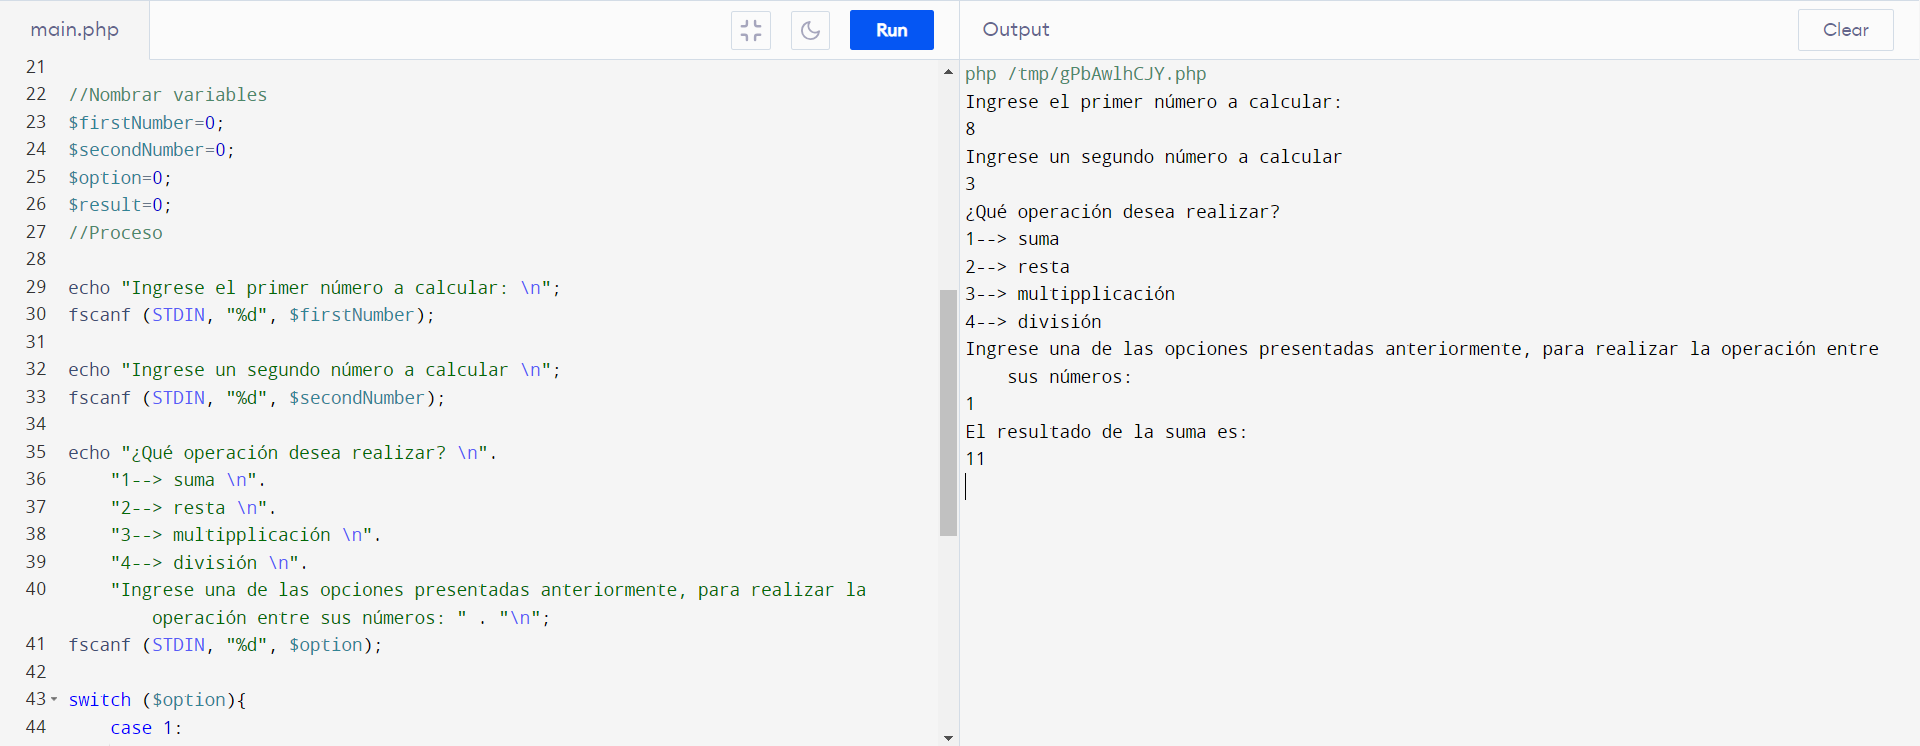 main.php
Run
21
22 //Nombrar variables
23 $firstNumber=0;
24 $secondNumber=0;
25 $option=0;
26 $result=0;
27 //Proceso
28
29 echo "Ingrese el primer número a calcular: \n";
30 fscanf (STDIN, "%d", $firstNumber);
31
32 echo "Ingrese un segundo número a calcular \n";
33 fscanf (STDIN, "%d", $secondNumber);
34
35 echo "¿Qué operación desea realizar? \n".
36 "1--> suma \n".
37 "2--> resta \n".
38 "3--> multipplicación \n".
39 "4--> división \n".
40 "Ingrese una de las opciones presentadas anteriormente, para realizar la
operación entre sus números: " . "\n";
41 fscanf (STDIN, "%d", $option);
42
43 switch ($option){
44 case 1:
Output
Clear
php /tmp/gPbAwlhCJY.php
Ingrese el primer número a calcular:
8
Ingrese un segundo número a calcular
3
¿Qué operación desea realizar?
1--> suma
2--> resta
3--> multipplicación
4--> división
Ingrese una de las opciones presentadas anteriormente, para realizar la operación entre
sus números:
1
El resultado de la suma es:
11